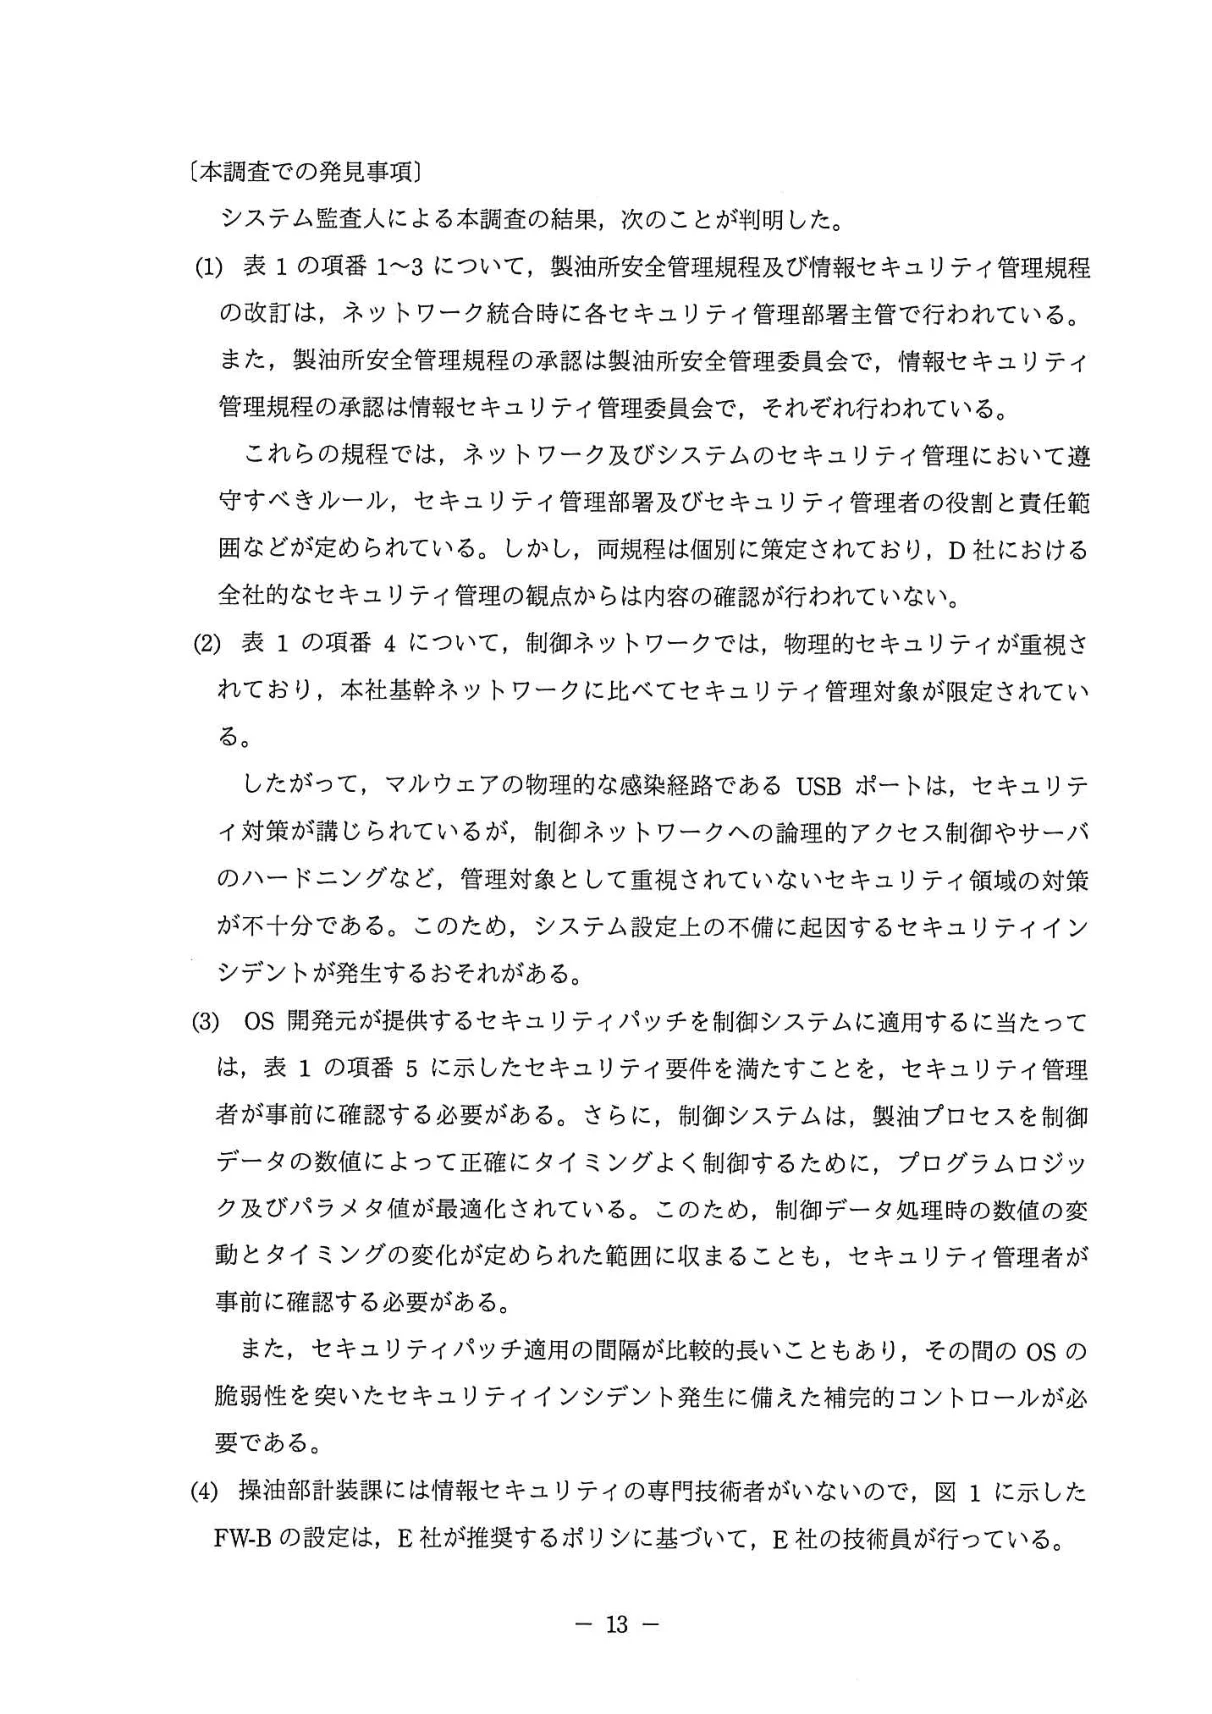 〔本調査での発見事項〕
システム監査人による本調査の結果，次のことが判明した。
(1) 表 1 の項番 1～3 について，製油所安全管理規程及び情報セキュリティ管理規程
の改訂は，ネットワーク統合時に各セキュリティ管理部署主管で行われている。
また，製油所安全管理規程の承認は製油所安全管理委員会で，情報セキュリティ
管理規程の承認は情報セキュリティ管理委員会で，それぞれ行われている。
これらの規程では，ネットワーク及びシステムのセキュリティ管理において遵
守すべきルール，セキュリティ管理部署及びセキュリティ管理者の役割と責任範
囲などが定められている。しかし，両規程は個別に策定されており，D 社における
全社的なセキュリティ管理の観点からは内容の確認が行われていない。
(2) 表 1 の項番 4 について，制御ネットワークでは，物理的セキュリティが重視さ
れており，本社基幹ネットワークに比べてセキュリティ管理対象が限定されてい
る。
したがって，マルウェアの物理的な感染経路である USB ポートは，セキュリテ
ィ対策が講じられているが，制御ネットワークへの論理的アクセス制御やサーバ
のハードニングなど，管理対象として重視されていないセキュリティ領域の対策
が不十分である。このため，システム設定上の不備に起因するセキュリティイン
シデントが発生するおそれがある。
(3) OS 開発元が提供するセキュリティパッチを制御システムに適用するに当たって
は，表 1 の項番 5 に示したセキュリティ要件を満たすことを，セキュリティ管理
者が事前に確認する必要がある。さらに，制御システムは，製油プロセスを制御
データの数値によって正確にタイミングよく制御するために，プログラムロジッ
ク及びパラメタ値が最適化されている。このため，制御データ処理時の数値の変
動とタイミングの変化が定められた範囲に収まることも，セキュリティ管理者が
事前に確認する必要がある。
また，セキュリティパッチ適用の間隔が比較的長いこともあり，その間の OS の
脆弱性を突いたセキュリティインシデント発生に備えた補完的コントロールが必
要である。
(4) 操油部計装課には情報セキュリティの専門技術者がいないので，図 1 に示した
FW-B の設定は，E 社が推奨するポリシに基づいて，E 社の技術員が行っている。
－ 13 －